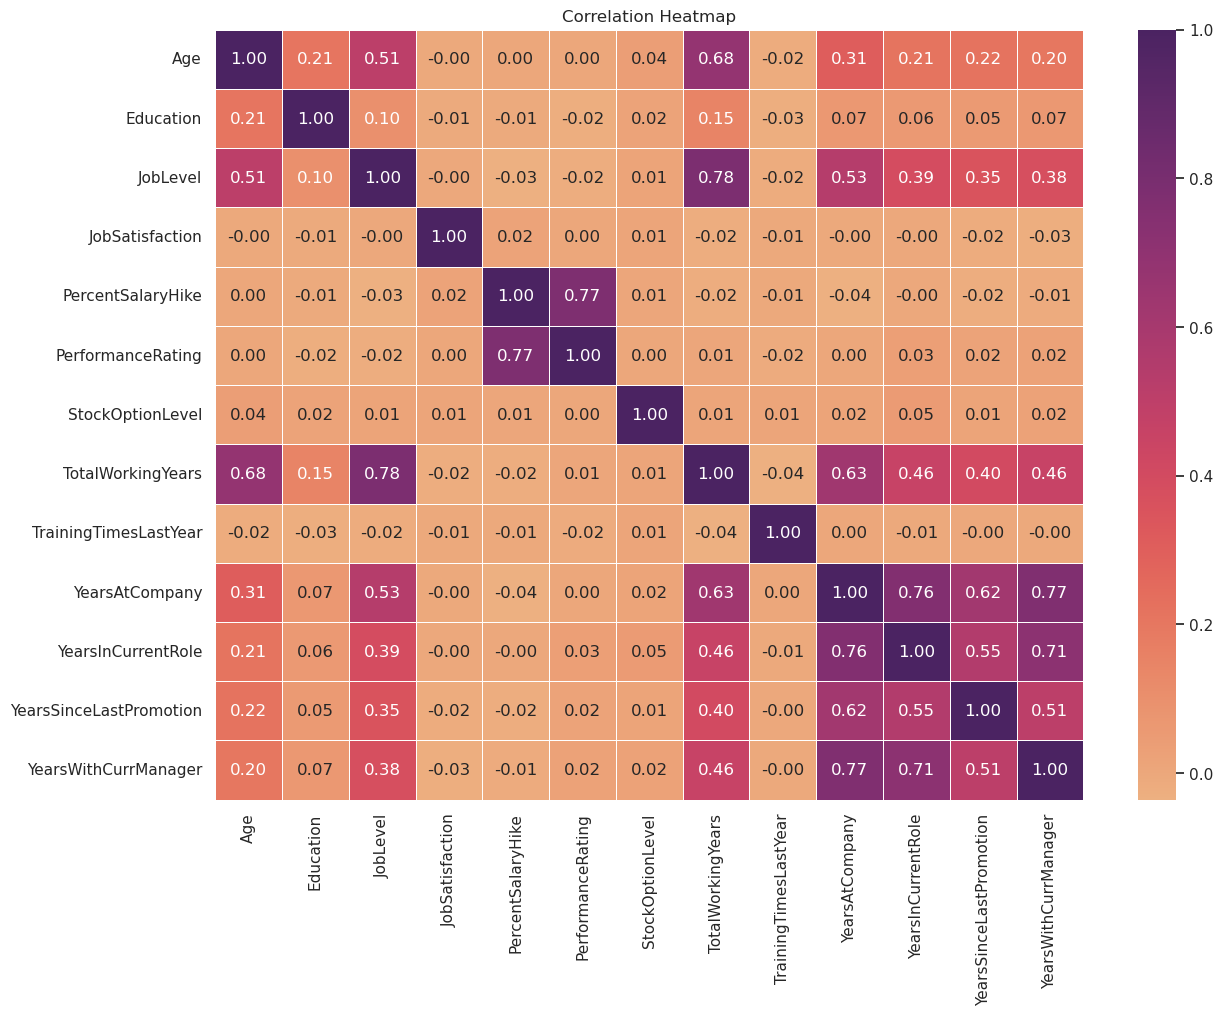 Correlation Heatmap
Age 1.00 0.21 0.51 -0.00 0.00 0.00 0.04 0.68 -0.02 0.31 0.21 0.22 0.20
Education 0.21 1.00 0.10 -0.01 -0.01 -0.02 0.02 0.15 -0.03 0.07 0.06 0.05 0.07
JobLevel 0.51 0.10 1.00 -0.00 -0.03 -0.02 0.01 0.78 -0.02 0.53 0.39 0.35 0.38
JobSatisfaction -0.00 -0.01 -0.00 1.00 0.02 0.00 0.01 -0.02 -0.01 -0.00 -0.00 -0.02 -0.03
PercentSalaryHike 0.00 -0.01 -0.03 0.02 1.00 0.77 0.01 -0.02 -0.01 -0.04 -0.00 -0.02 -0.01
PerformanceRating 0.00 -0.02 -0.02 0.00 0.77 1.00 0.00 0.01 -0.02 0.00 0.03 0.02 0.02
StockOptionLevel 0.04 0.02 0.01 0.01 0.01 0.00 1.00 0.01 0.01 0.02 0.05 0.01 0.02
TotalWorkingYears 0.68 0.15 0.78 -0.02 -0.02 0.01 0.01 1.00 -0.04 0.63 0.46 0.40 0.46
TrainingTimesLastYear -0.02 -0.03 -0.02 -0.01 -0.01 -0.02 0.01 -0.04 1.00 0.00 -0.01 -0.00 -0.00
YearsAtCompany 0.31 0.07 0.53 -0.00 -0.04 0.00 0.02 0.63 0.00 1.00 0.76 0.62 0.77
YearsInCurrentRole 0.21 0.06 0.39 -0.00 -0.00 0.03 0.05 0.46 -0.01 0.76 1.00 0.55 0.71
YearsSinceLastPromotion 0.22 0.05 0.35 -0.02 -0.02 0.02 0.01 0.40 -0.00 0.62 0.55 1.00 0.51
YearsWithCurrManager 0.20 0.07 0.38 -0.03 -0.01 0.02 0.02 0.46 -0.00 0.77 0.71 0.51 1.00
Age
Education
JobLevel
JobSatisfaction
PercentSalaryHike
PerformanceRating
StockOptionLevel
TotalWorkingYears
TrainingTimesLastYear
YearsAtCompany
YearsInCurrentRole
YearsSinceLastPromotion
YearsWithCurrManager
1.0
0.8
0.6
0.4
0.2
0.0